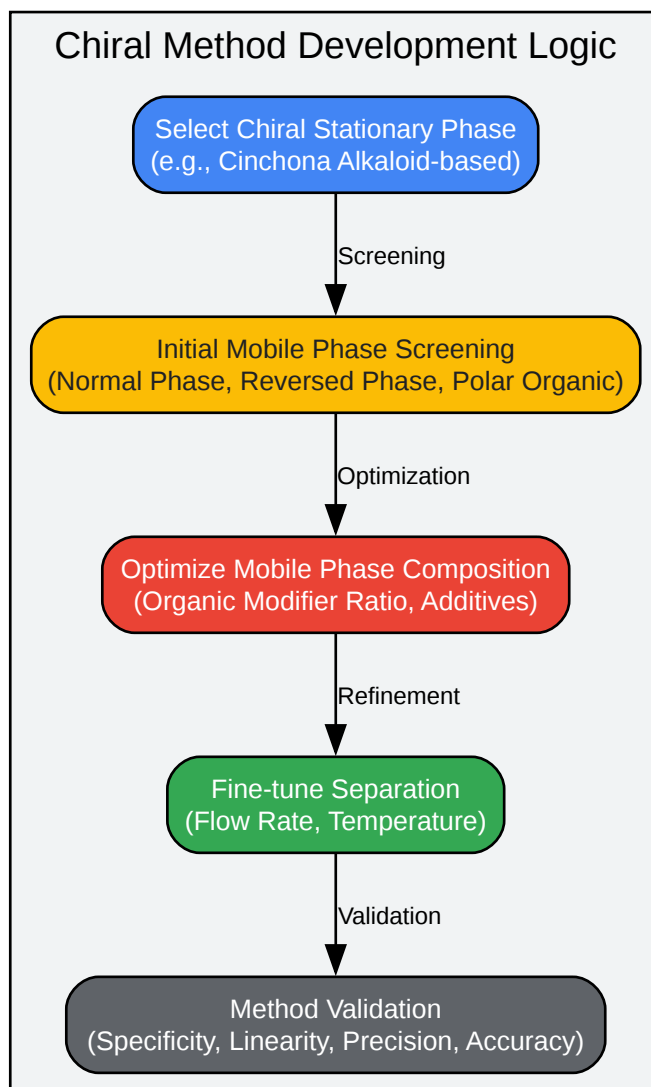 Chiral Method Development Logic
Select Chiral Stationary Phase
(e.g., Cinchona Alkaloid-based)
Screening
Initial Mobile Phase Screening
(Normal Phase, Reversed Phase, Polar Organic)
Optimization
Optimize Mobile Phase Composition
(Organic Modifier Ratio, Additives)
Refinement
Fine-tune Separation
(Flow Rate, Temperature)
Validation
Method Validation
(Specificity, Linearity, Precision, Accuracy)